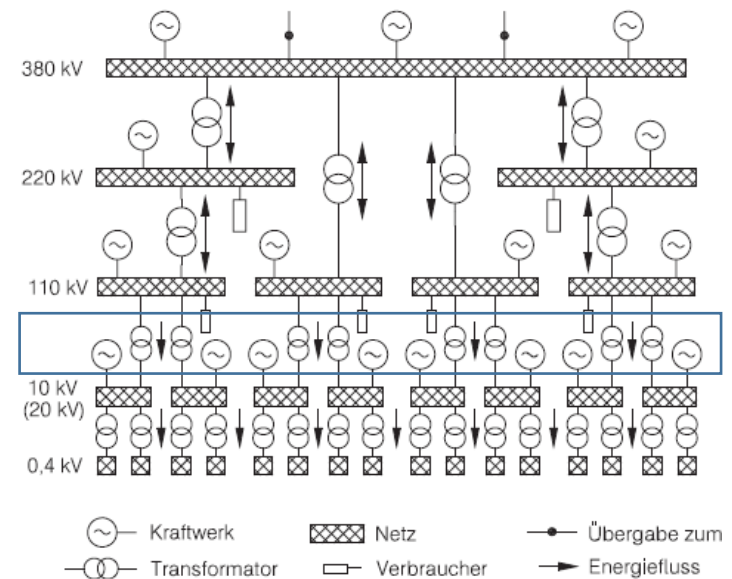 380 kV
220 kV
110 kV
10 kV
(20 kV)
0,4 kV
Kraftwerk
Netz
Übergabe zum
Transformator
Verbraucher
Energiefluss